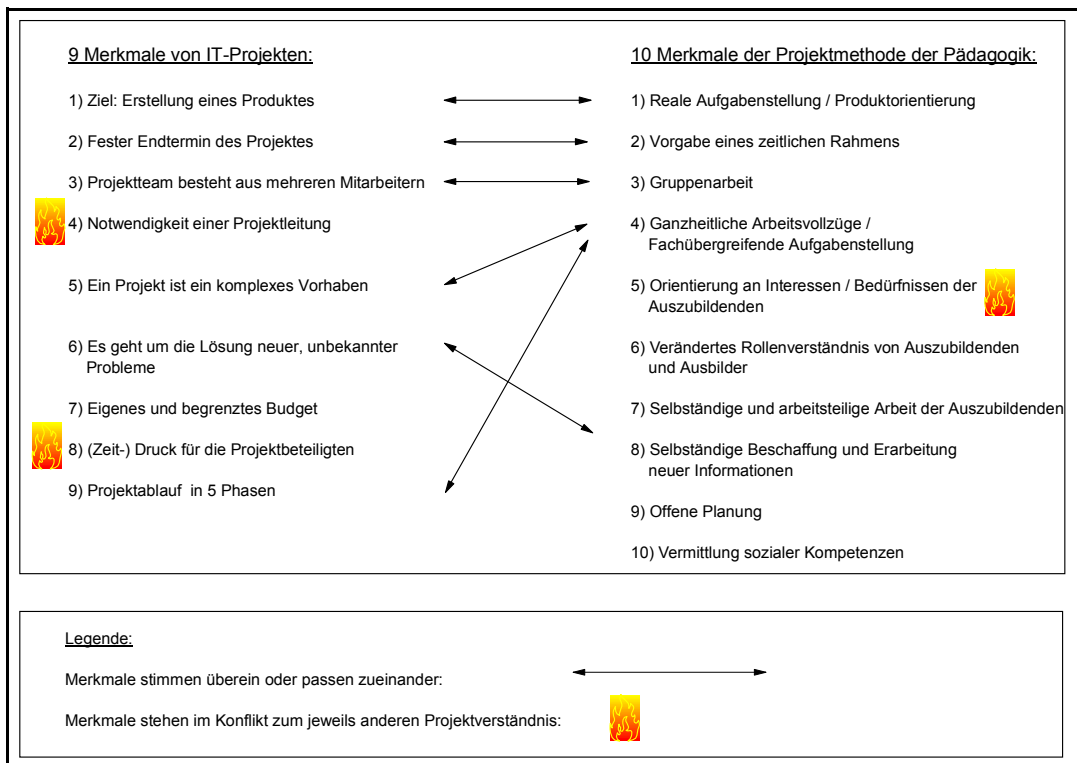 9 Merkmale von IT-Projekten:
1) Ziel: Erstellung eines Produktes
2) Fester Endtermin des Projektes
3) Projektteam besteht aus mehreren Mitarbeitern
4) Notwendigkeit einer Projektleitung
5) Ein Projekt ist ein komplexes Vorhaben
6) Es geht um die Lösung neuer, unbekannter
Probleme
7) Eigenes und begrenztes Budget
8) (Zeit-) Druck für die Projektbeteiligten
9) Projektablauf in 5 Phasen
10 Merkmale der Projektmethode der Pädagogik:
1) Reale Aufgabenstellung / Produktorientierung
2) Vorgabe eines zeitlichen Rahmens
3) Gruppenarbeit
4) Ganzheitliche Arbeitsvollzüge /
Fachübergreifende Aufgabenstellung
5) Orientierung an Interessen / Bedürfnissen der
Auszubildenden
6) Verändertes Rollenverständnis von Auszubildenden
und Ausbilder
7) Selbständige und arbeitsteilige Arbeit der Auszubildenden
8) Selbständige Beschaffung und Erarbeitung
neuer Informationen
9) Offene Planung
10) Vermittlung sozialer Kompetenzen
Legende:
Merkmale stimmen überein oder passen zueinander:
Merkmale stehen im Konflikt zum jeweils anderen Projektverständnis: